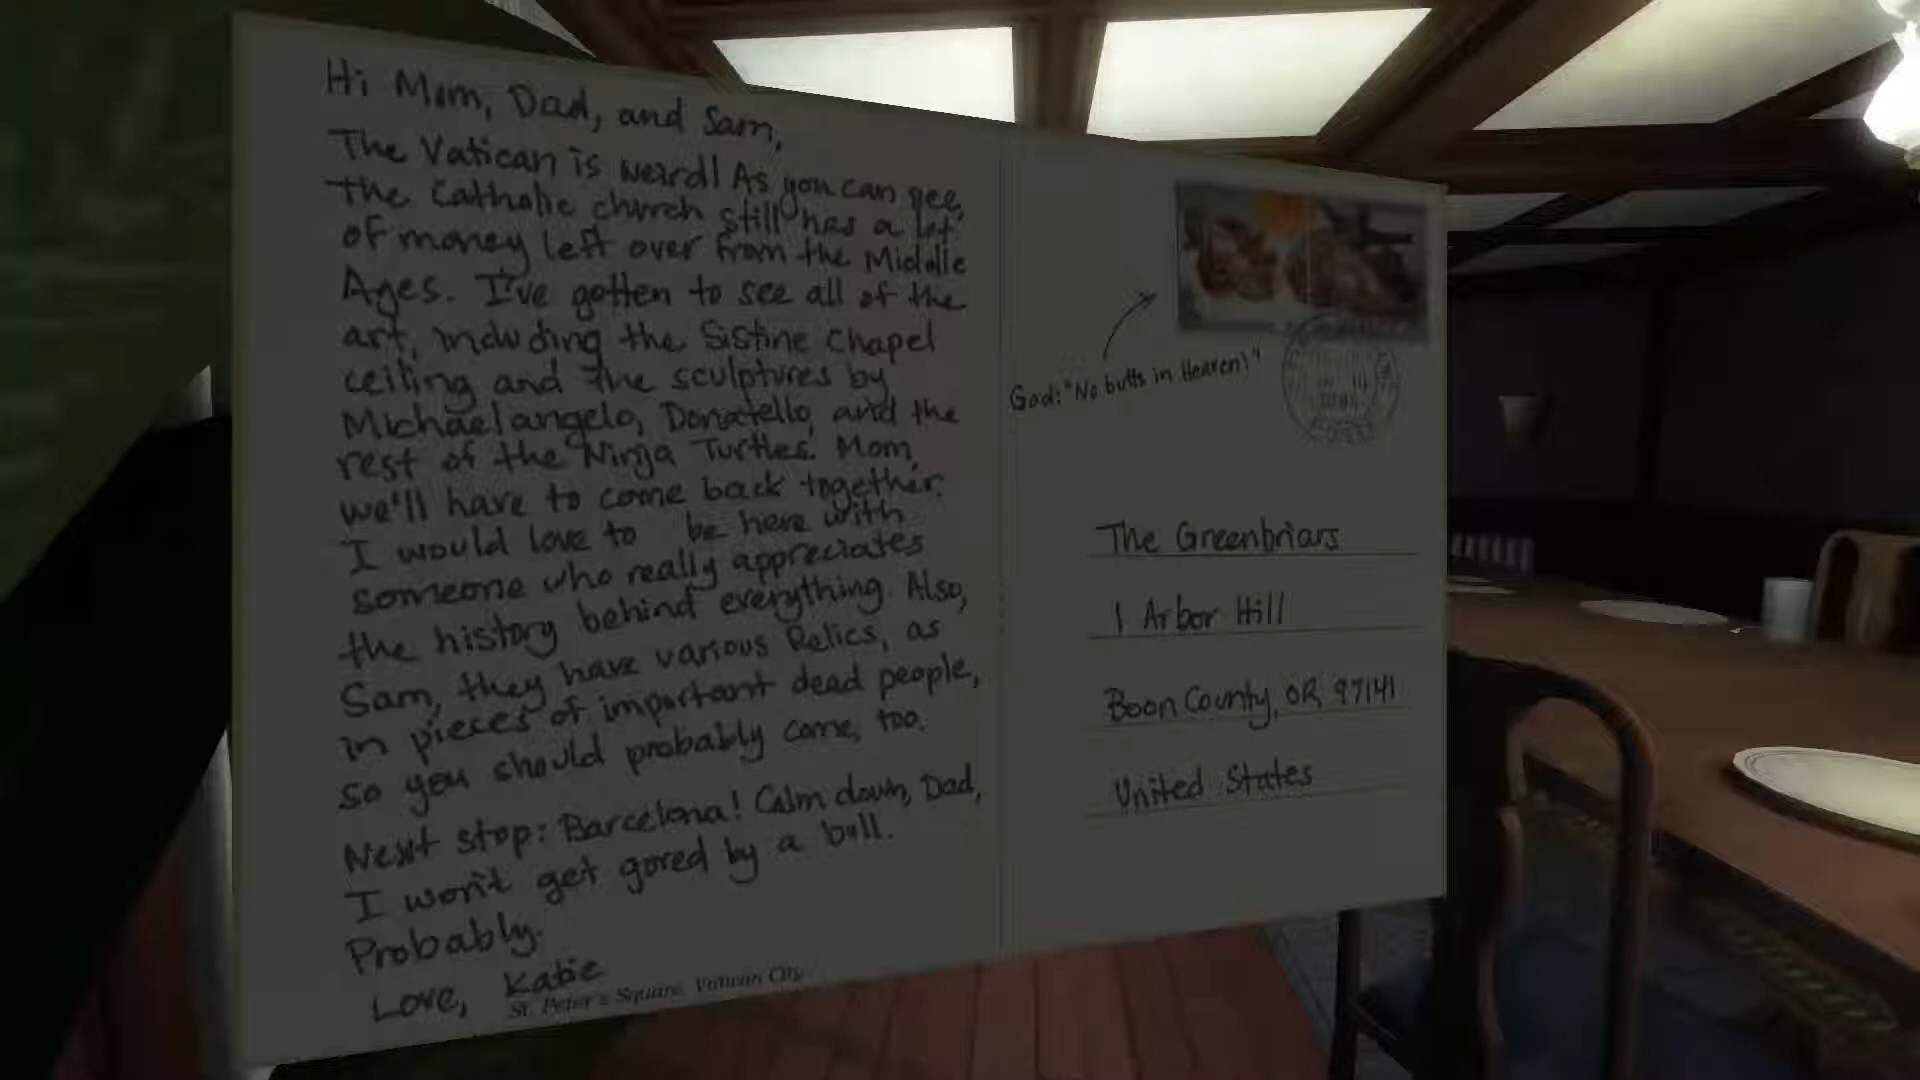 Hi Mom, Dad, and Sam,
The Vatican is weird! As you can see,
the Catholic church still has a lot
of money left over from the Middle
Ages. I've gotten to see all of the
art, including the Sistine Chapel
ceiling and the sculptures by
Michaelangelo, Donatello, and the
rest of the Ninja Turtles. Mom,
we'll have to come back together.
I would love to be here with
someone who really appreciates
the history behind everything. Also,
Sam, they have various Relics, as
in pieces of important dead people,
so you should probably come, too.
Next stop: Barcelona! Calm down, Dad,
I won't get gored by a bull.
Probably.
Love, Katie
St. Peter's Square, Vatican City
God: "No butts in Heaven!"
POSTE
The Greenbriars
1 Arbor Hill
Boon County, OR 97141
United States